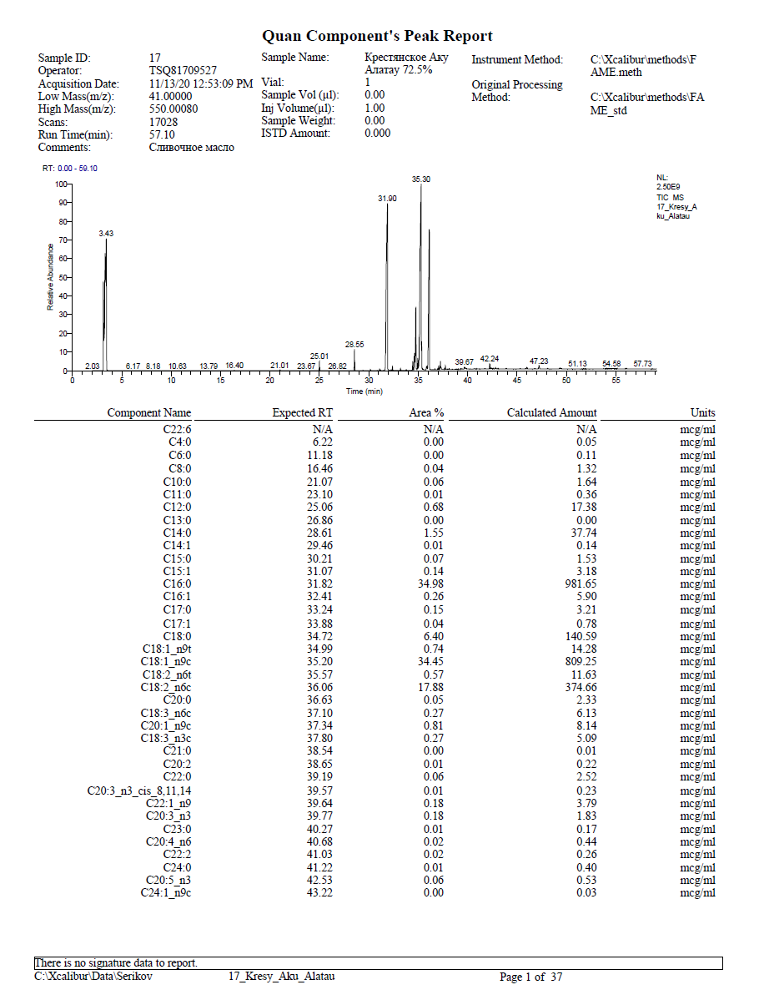 Quan Component's Peak Report
Sample ID: 17
Operator: TSQ81709527
Acquisition Date: 11/13/20 12:53:09 PM
Low Mass(m/z): 41.00000
High Mass(m/z): 550.00080
Scans: 17028
Run Time(min): 57.10
Comments: Сливочное масло
Sample Name: Крестянское Аку
Алатау 72.5%
Vial: 1
Sample Vol (µl): 0.00
Inj Volume(µl): 1.00
Sample Weight: 0.00
ISTD Amount: 0.000
Instrument Method: C:\Xcalibur\methods\F
AME.meth
Original Processing
Method: C:\Xcalibur\methods\FA
ME_std
RT: 0.00 - 59.10
NL:
2.50E9
TIC MS
17_Kresy_A
ku_Alatau
Relative Abundance
100
90
80
70
60
50
40
30
20
10
0
3.43
31.90
35.30
28.55
25.01
2.03 6.17 8.18 10.63 13.79 16.40 21.01 23.67 26.82 39.67 42.24 47.23 51.13 54.58 57.73
0 5 10 15 20 25 30 35 40 45 50 55
Time (min)
Component Name Expected RT Area % Calculated Amount Units
C22:6 N/A N/A N/A mcg/ml
C4:0 6.22 0.00 0.05 mcg/ml
C6:0 11.18 0.00 0.11 mcg/ml
C8:0 16.46 0.04 1.32 mcg/ml
C10:0 21.07 0.06 1.64 mcg/ml
C11:0 23.10 0.01 0.36 mcg/ml
C12:0 25.06 0.68 17.38 mcg/ml
C13:0 26.86 0.00 0.00 mcg/ml
C14:0 28.61 1.55 37.74 mcg/ml
C14:1 29.46 0.01 0.14 mcg/ml
C15:0 30.21 0.07 1.53 mcg/ml
C15:1 31.07 0.14 3.18 mcg/ml
C16:0 31.82 34.98 981.65 mcg/ml
C16:1 32.41 0.26 5.90 mcg/ml
C17:0 33.24 0.15 3.21 mcg/ml
C17:1 33.88 0.04 0.78 mcg/ml
C18:0 34.72 6.40 140.59 mcg/ml
C18:1_n9t 34.99 0.74 14.28 mcg/ml
C18:1_n9c 35.20 34.45 809.25 mcg/ml
C18:2_n6t 35.57 0.57 11.63 mcg/ml
C18:2_n6c 36.06 17.88 374.66 mcg/ml
C20:0 36.63 0.05 2.33 mcg/ml
C18:3_n6c 37.10 0.27 6.13 mcg/ml
C20:1_n9c 37.34 0.81 8.14 mcg/ml
C18:3_n3c 37.80 0.27 5.09 mcg/ml
C21:0 38.54 0.00 0.01 mcg/ml
C20:2 38.65 0.01 0.22 mcg/ml
C22:0 39.19 0.06 2.52 mcg/ml
C20:3_n3_cis_8,11,14 39.57 0.01 0.23 mcg/ml
C22:1_n9 39.64 0.18 3.79 mcg/ml
C20:3_n3 39.77 0.18 1.83 mcg/ml
C23:0 40.27 0.01 0.17 mcg/ml
C20:4_n6 40.68 0.02 0.44 mcg/ml
C22:2 41.03 0.02 0.26 mcg/ml
C24:0 41.22 0.01 0.40 mcg/ml
C20:5_n3 42.53 0.06 0.53 mcg/ml
C24:1_n9c 43.22 0.00 0.03 mcg/ml
There is no signature data to report.
C:\Xcalibur\Data\Serikov 17_Kresy_Aku_Alatau Page 1 of 37